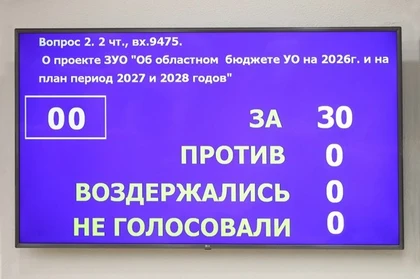 Вопрос 2. 2 чт., вх.9475.
О проекте ЗУО "Об областном бюджете УО на 2026г. и на
план период 2027 и 2028 годов"
00
ЗА 30
ПРОТИВ 0
ВОЗДЕРЖАЛИСЬ 0
НЕ ГОЛОСОВАЛИ 0